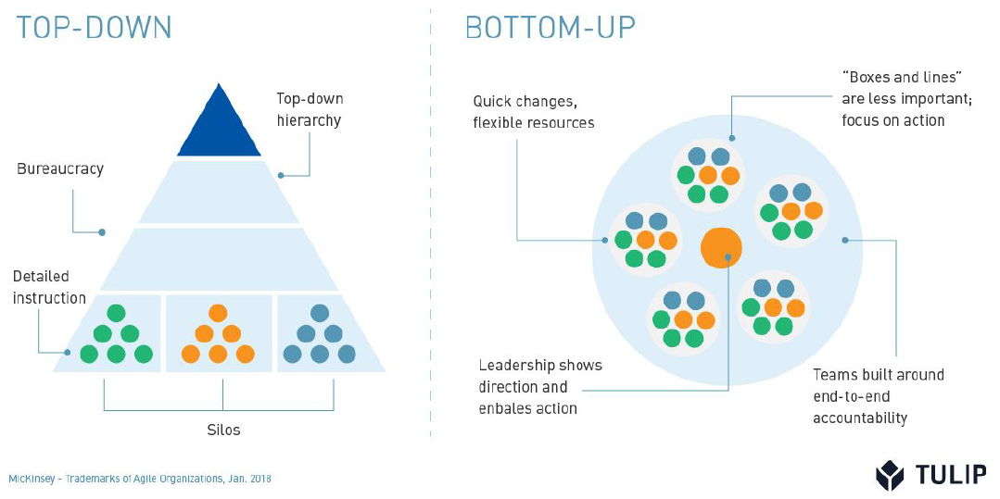 TOP-DOWN
Top-down
hierarchy
Bureaucracy
Detailed
instruction
Silos
BOTTOM-UP
Quick changes,
flexible resources
“Boxes and lines”
are less important;
focus on action
Leadership shows
direction and
enbates action
Teams built around
end-to-end
accountability
McKinsey - Trademarks of Agile Organizations, Jan. 2018
TULIP